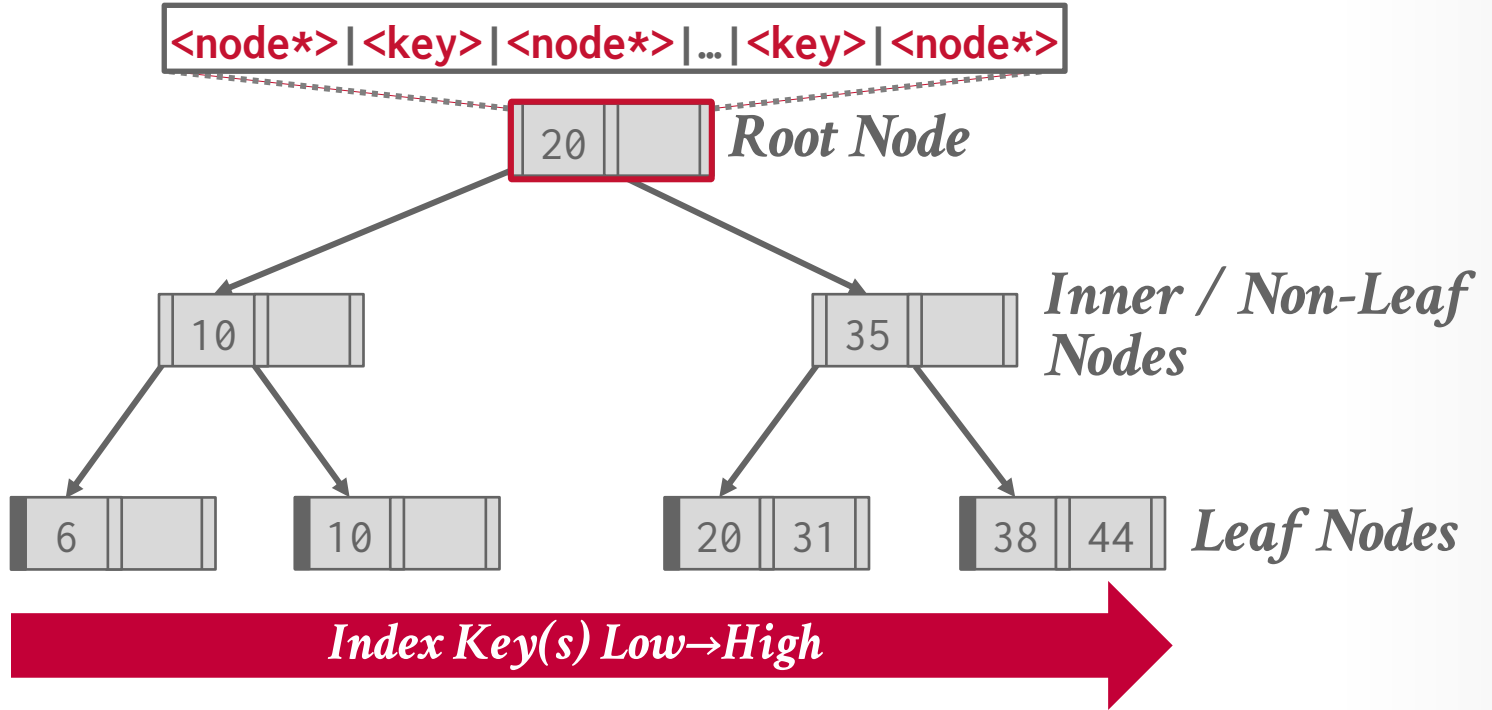 <node*>|<key>|<node*>|…|<key>|<node*>
20
Root Node
10
35
Inner / Non-Leaf
Nodes
6
10
20 31
38 44
Leaf Nodes
Index Key(s) Low→High